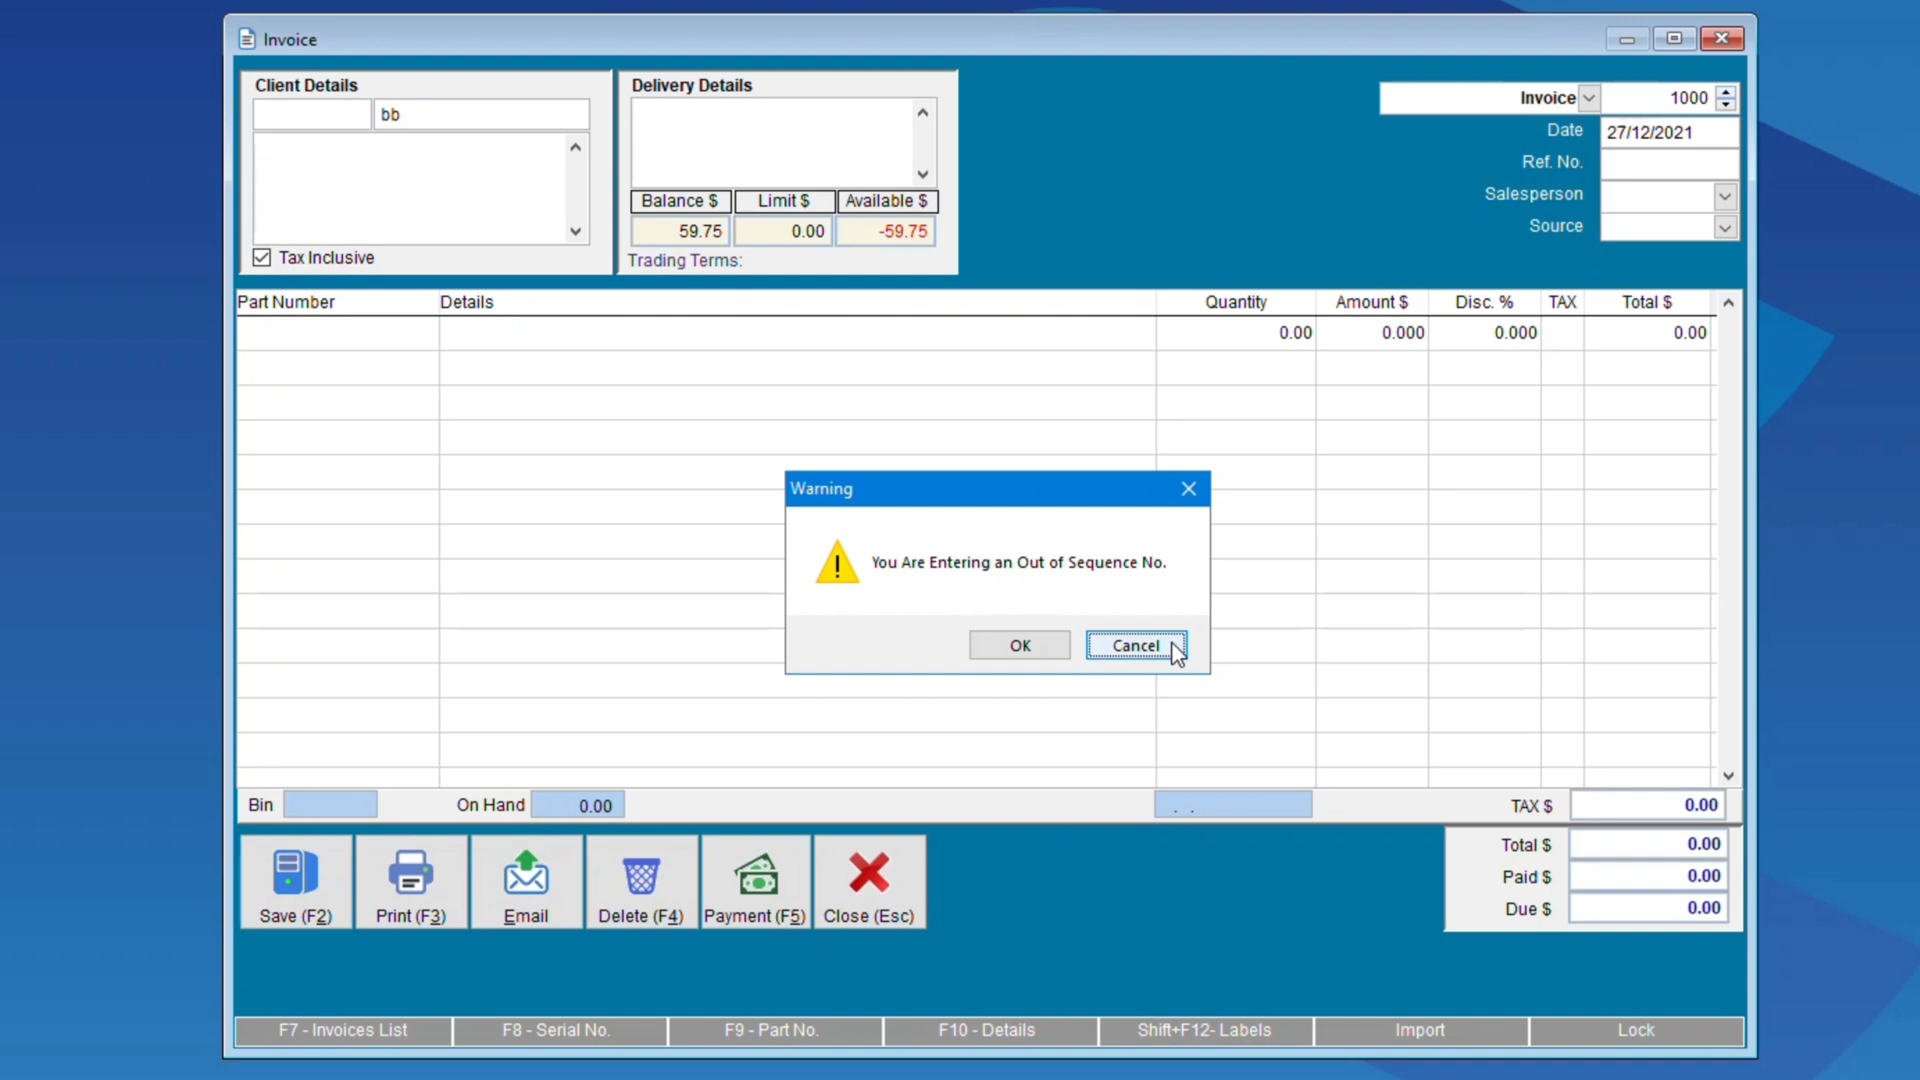 Invoice
Client Details
bb
Tax Inclusive
Delivery Details
Balance $ Limit $ Available $
59.75 0.00 -59.75
Trading Terms:
Invoice 1000
Date 27/12/2021
Ref. No.
Salesperson
Source
Part Number Details Quantity Amount $ Disc. % TAX Total $
0.00 0.000 0.000 0.00
Warning
You Are Entering an Out of Sequence No.
OK Cancel
Bin On Hand 0.00 . . TAX $ 0.00
Total $ 0.00
Paid $ 0.00
Due $ 0.00
Save (F2) Print (F3) Email Delete (F4) Payment (F5) Close (Esc)
F7 - Invoices List F8 - Serial No. F9 - Part No. F10 - Details Shift+F12- Labels Import Lock